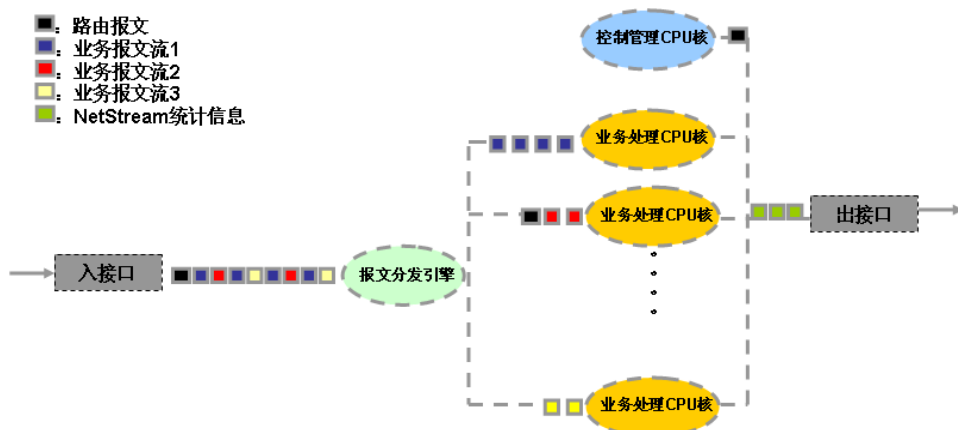 ：路由报文
：业务报文流1
：业务报文流2
：业务报文流3
：NetStream统计信息
控制管理CPU核
业务处理CPU核
业务处理CPU核
出接口
入接口
报文分发引擎
业务处理CPU核